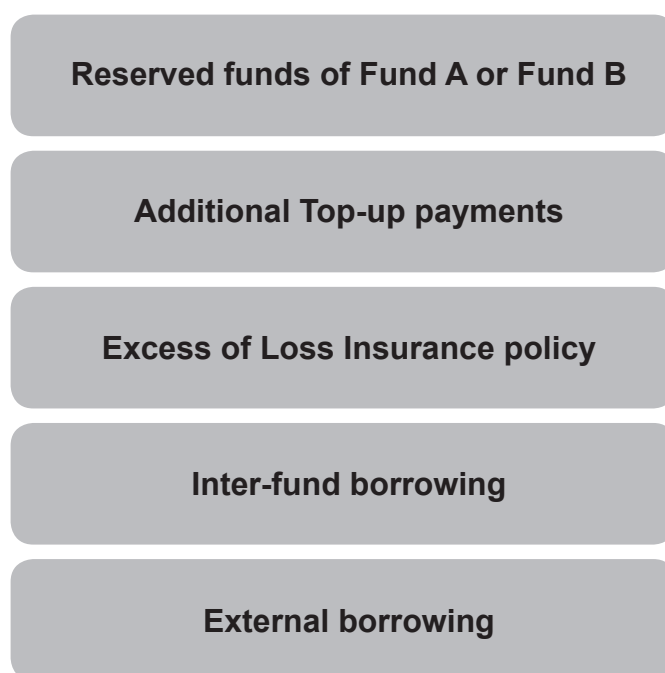 Reserved funds of Fund A or Fund B
Additional Top-up payments
Excess of Loss Insurance policy
Inter-fund borrowing
External borrowing